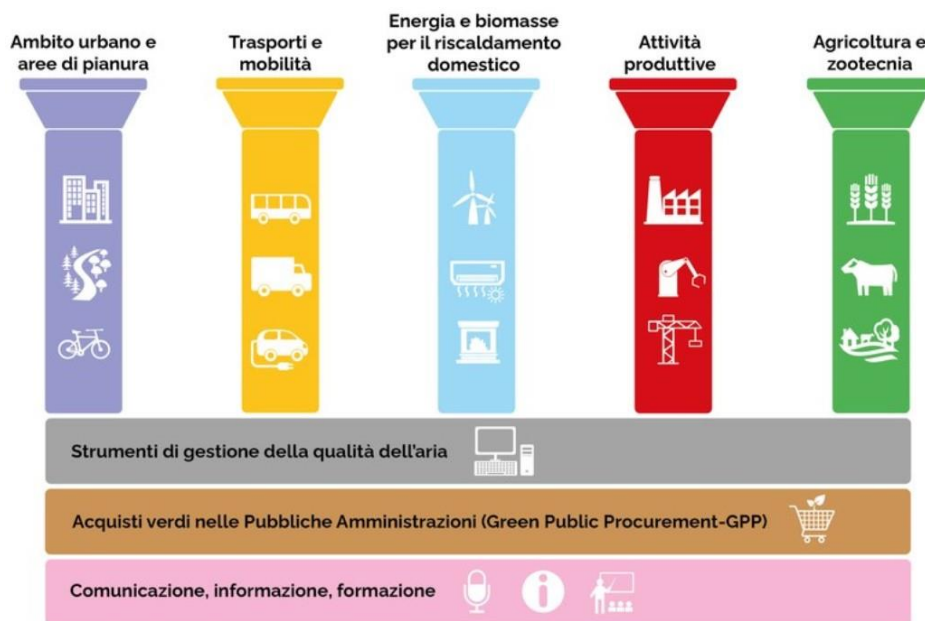 Ambito urbano e
aree di pianura
Trasporti e
mobilità
Energia e biomasse
per il riscaldamento
domestico
Attività
produttive
Agricoltura e
zootecnia
Strumenti di gestione della qualità dell'aria
Acquisti verdi nelle Pubbliche Amministrazioni (Green Public Procurement-GPP)
Comunicazione, informazione, formazione